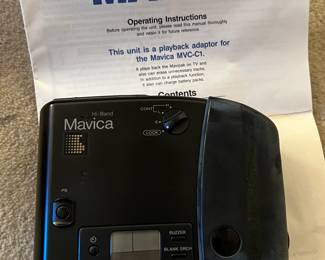 Operating Instructions
Before operating the unit, please read this manual thoroughly
and retain it for future reference.
This unit is a playback adaptor for
the Mavica MVC-C1.
It plays back the Mavipak on TV and
also can erase unnecessary tracks.
In addition to a playback function,
it also can charge battery packs.
Contents
Hi-Band
Mavica
CONT
LOCK
BUZZER
BLANK SRCH